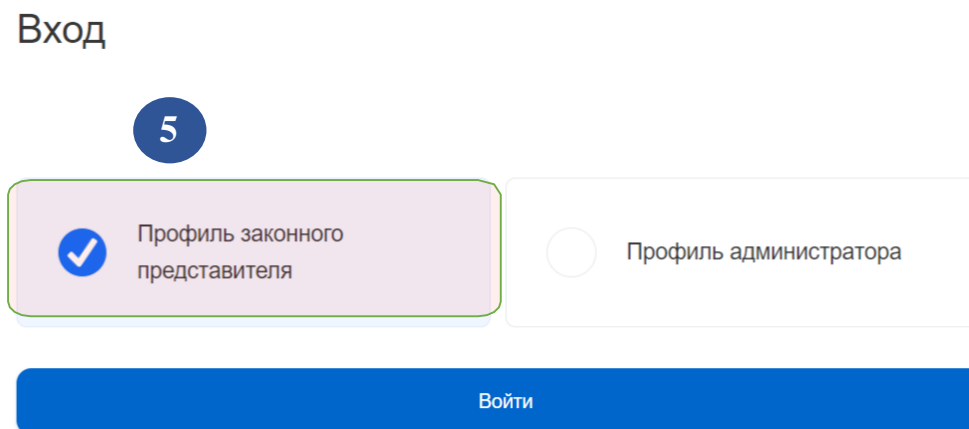 Вход
5
Профиль законного
представителя
Профиль администратора
Войти